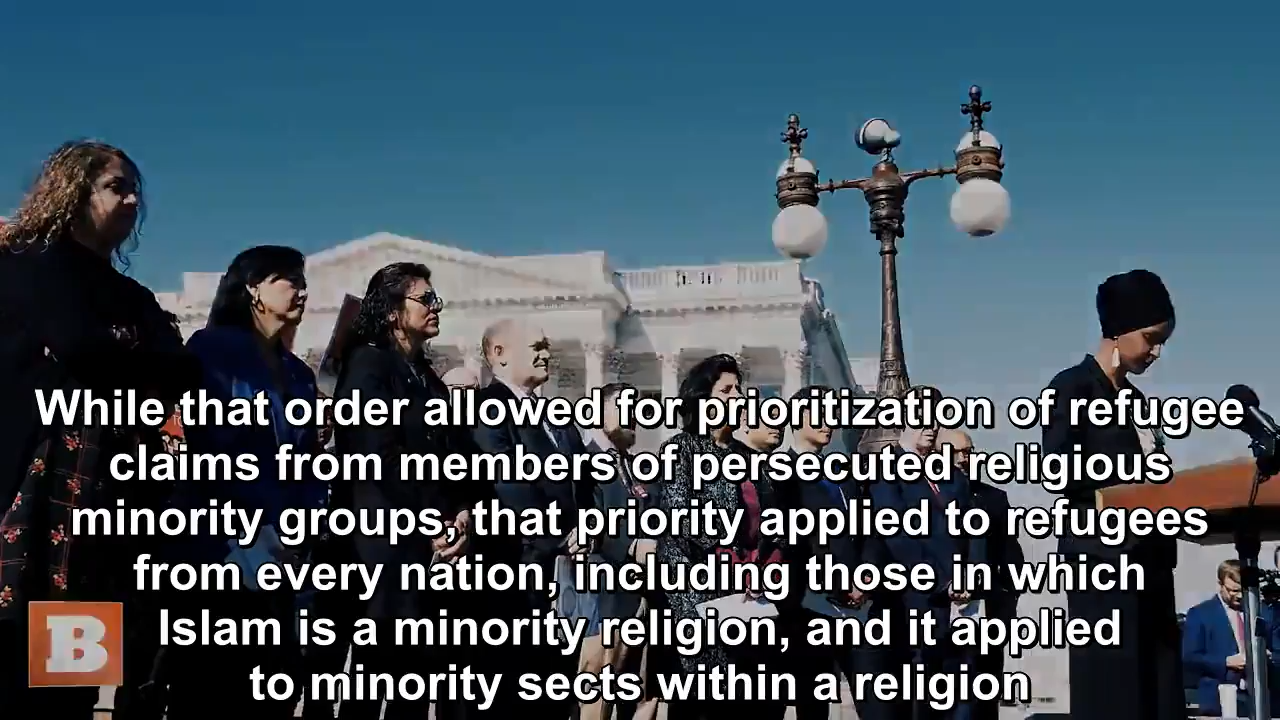 While that order allowed for prioritization of refugee
claims from members of persecuted religious
minority groups, that priority applied to refugees
from every nation, including those in which
Islam is a minority religion, and it applied
to minority sects within a religion
B